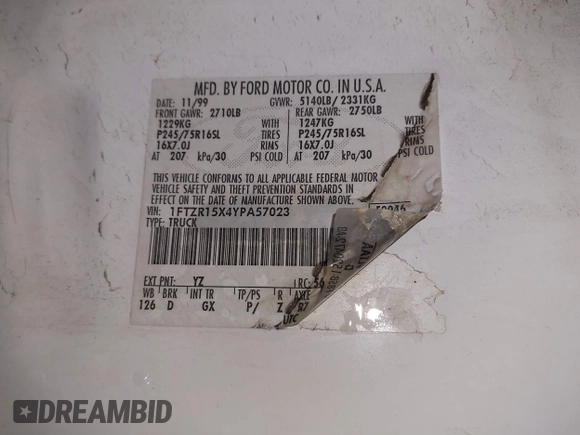 MFD. BY FORD MOTOR CO. IN U.S.A.
DATE: 11/99 GVWR: 5140LB/ 2331KG
FRONT GAWR: 2710LB REAR GAWR: 2750LB
1229KG WITH 1247KG WITH
P245/75R16SL TIRES P245/75R16SL TIRES
16X7.0J RIMS 16X7.0J RIMS
AT 207 kPa/30 PSI COLD AT 207 kPa/30 PSI COLD
THIS VEHICLE CONFORMS TO ALL APPLICABLE FEDERAL MOTOR
VEHICLE SAFETY AND THEFT PREVENTION STANDARDS IN
EFFECT ON THE DATE OF MANUFACTURE SHOWN ABOVE.
VIN: 1FTZR15X4YPA57023
TYPE: TRUCK
EXT PNT: YZ RC: 56
WB BRK INT TR TP/PS R AXLE
126 D GX P/ Z R7
UTC
DREAMBID